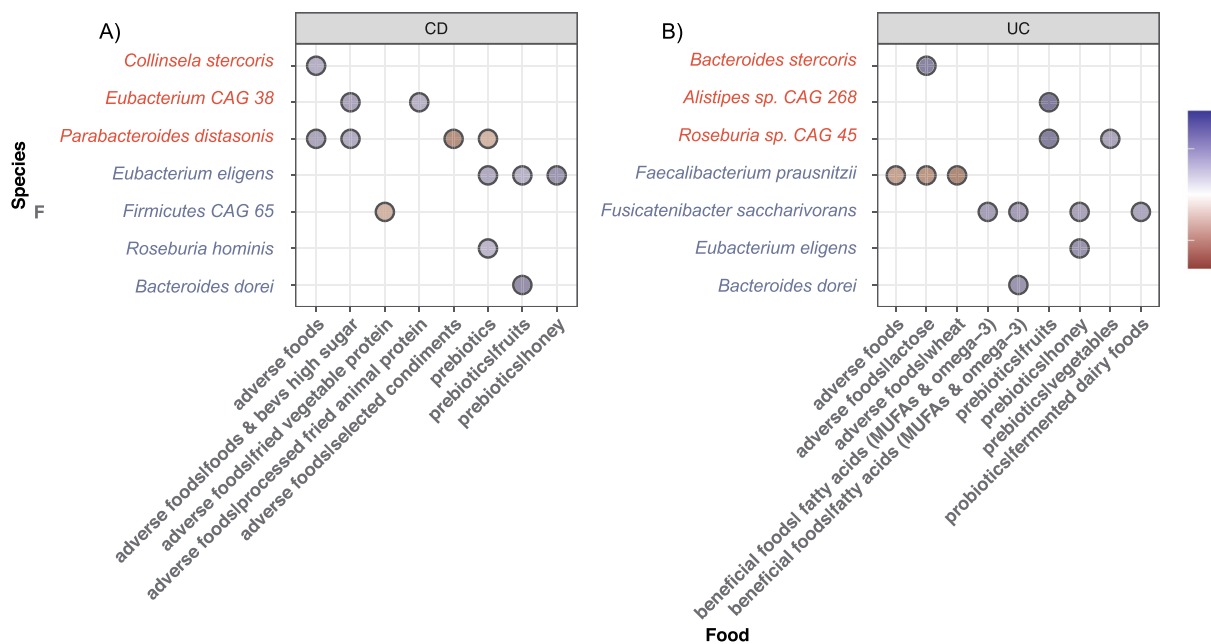 A)
CD
Collinsela stercoris
Eubacterium CAG 38
Parabacteroides distasonis
Eubacterium eligens
Firmicutes CAG 65
Roseburia hominis
Bacteroides dorei
Species
F
adverse foods
adverse foods|foods & bevs high sugar
adverse foods|fried vegetable protein
adverse foods|processed fried animal protein
adverse foods|selected condiments
prebiotics
prebiotics|fruits
prebiotics|honey
B)
UC
Bacteroides stercoris
Alistipes sp. CAG 268
Roseburia sp. CAG 45
Faecalibacterium prausnitzii
Fusicatenibacter saccharivorans
Eubacterium eligens
Bacteroides dorei
adverse foods
adverse foods|lactose
adverse foods|wheat
beneficial foods| fatty acids (MUFAs & omega−3)
beneficial foods|fatty acids (MUFAs & omega−3)
prebiotics|fruits
prebiotics|honey
prebiotics|vegetables
probiotics|fermented dairy foods
Food